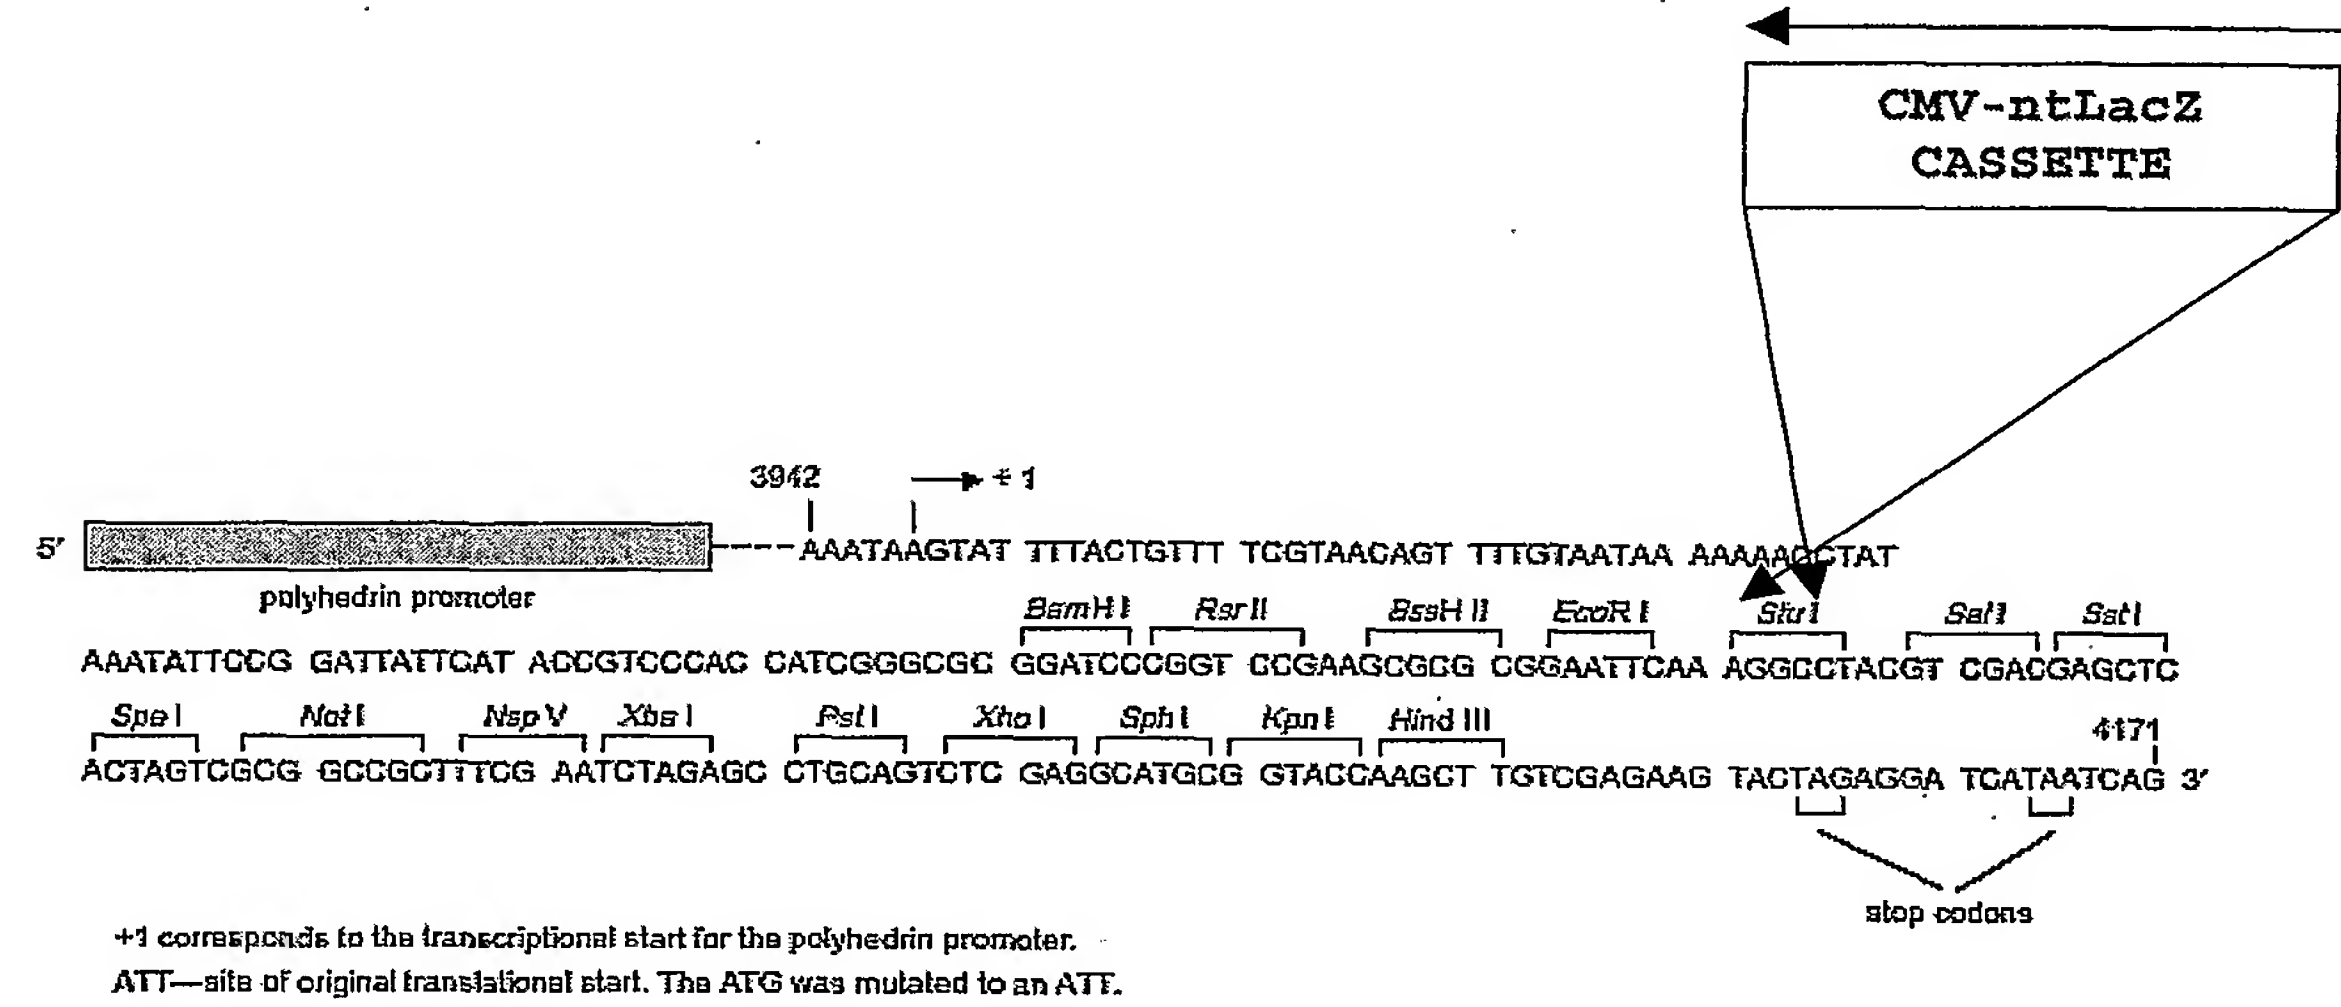 CMV-ntLacZ
CASSETTE
3942 + 1
5' AAATAAGTAT TTTACTGTTT TCGTAACAGT TTTGTAATAA AAAAACCTAT
polyhedrin promoter
BamH I Rsr II BssH II EcoR I Stu I Sal I Sst I
AAATATTCCG GATTATTCAT ACCGTCCCAC CATCGGGCGC GGATCCCGGT CCGAAGCGCG CGGAATTCAA AGGCCTACGT CGACGAGCTC
Spe I Not I Nsp V Xba I Pst I Xho I Sph I Kpn I Hind III 4171
ACTAGTCGCG GCCGCTTTCG AATCTAGAGC CTGCAGTCTC GAGGCATGCG GTACCAAGCT TGTCGAGAAG TACTAGAGGA TCATAATCAG 3'
stop codons
+1 corresponds to the transcriptional start for the polyhedrin promoter.
ATT—site of original translational start. The ATG was mutated to an ATT.